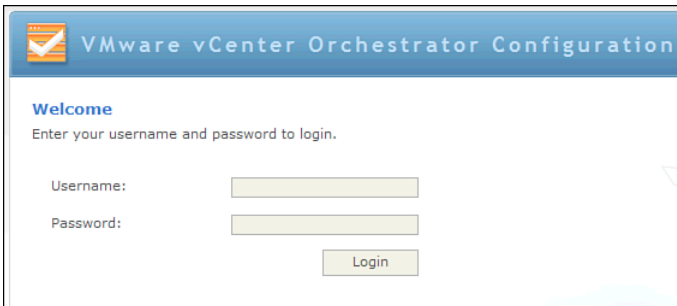 VMware vCenter Orchestrator Configuration
Welcome
Enter your username and password to login.
Username:
Password:
Login